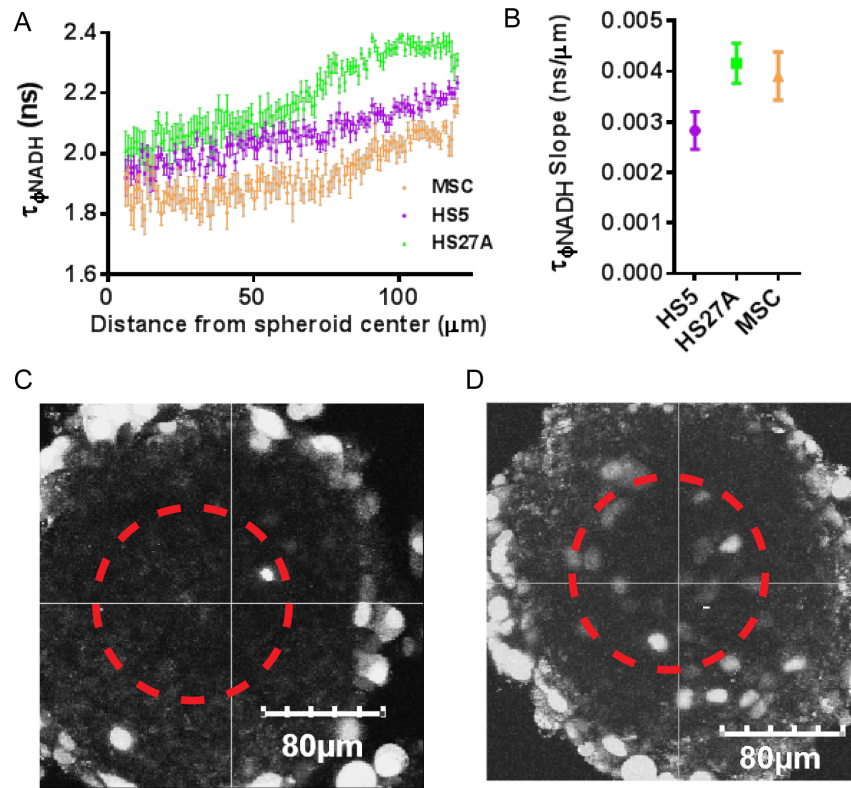 A
2.4
2.2
2.0
1.8
1.6
τϕNADH (ns)
MSC
HS5
HS27A
0
50
100
Distance from spheroid center (μm)
B
0.005
0.004
0.003
0.002
0.001
0.000
τϕNADH Slope (ns/μm)
HS5
HS27A
MSC
C
80μm
D
80μm